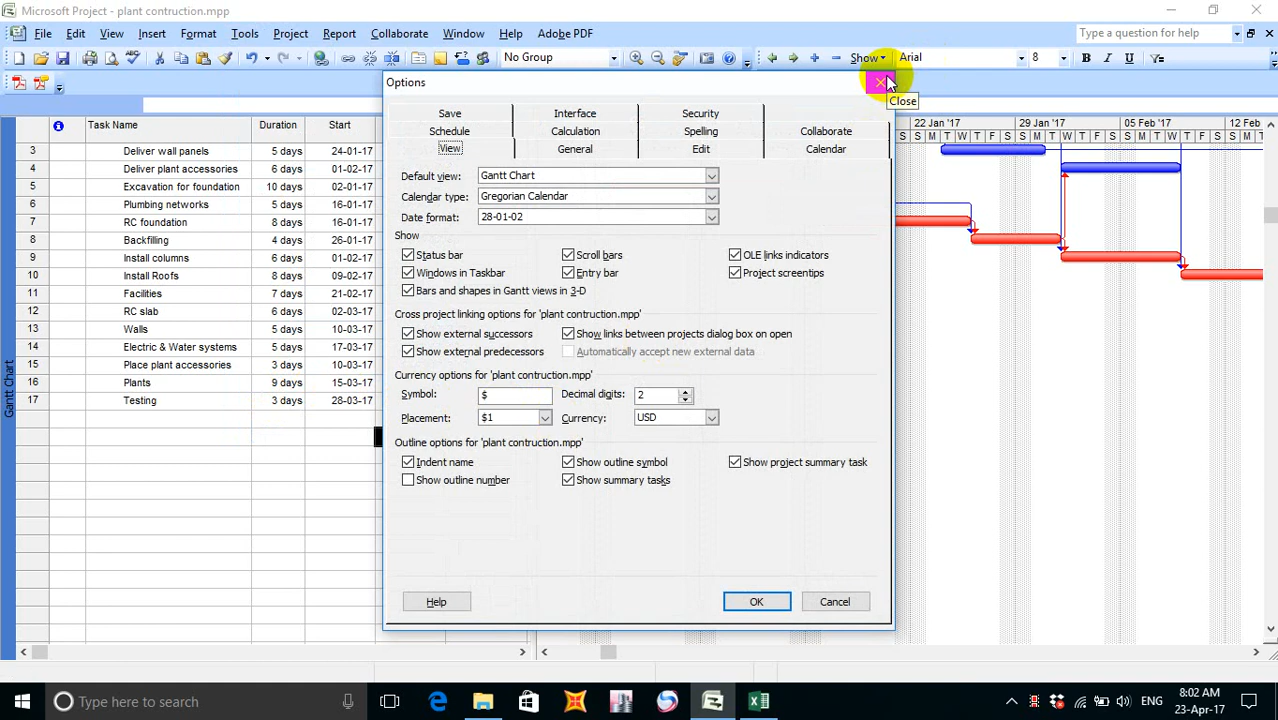 Microsoft Project - plant contruction.mpp
File Edit View Insert Format Tools Project Report Collaborate Window Help Adobe PDF
Type a question for help
No Group
Show
Arial
8
B I U
Options
Close
Save Interface Security
Schedule Calculation Spelling Collaborate
View General Edit Calendar
Task Name Duration Start
22 Jan '17 29 Jan '17 05 Feb '17 12 Feb
S S M T W T F S S M T W T F S S M T W T F S S M T
3 Deliver wall panels 5 days 24-01-17
4 Deliver plant accessories 6 days 01-02-17
5 Excavation for foundation 10 days 02-01-17
6 Plumbing networks 5 days 16-01-17
7 RC foundation 8 days 16-01-17
8 Backfilling 4 days 26-01-17
9 Install columns 6 days 01-02-17
10 Install Roofs 8 days 09-02-17
11 Facilities 7 days 21-02-17
12 RC slab 6 days 02-03-17
13 Walls 5 days 10-03-17
14 Electric & Water systems 5 days 17-03-17
15 Place plant accessories 3 days 10-03-17
16 Plants 9 days 15-03-17
17 Testing 3 days 28-03-17
Gantt Chart
Default view: Gantt Chart
Calendar type: Gregorian Calendar
Date format: 28-01-02
Show
Status bar Scroll bars OLE links indicators
Windows in Taskbar Entry bar Project screentips
Bars and shapes in Gantt views in 3-D
Cross project linking options for 'plant contruction.mpp'
Show external successors Show links between projects dialog box on open
Show external predecessors Automatically accept new external data
Currency options for 'plant contruction.mpp'
Symbol: $ Decimal digits: 2
Placement: $1 Currency: USD
Outline options for 'plant contruction.mpp'
Indent name Show outline symbol Show project summary task
Show outline number Show summary tasks
Help OK Cancel
Type here to search
ENG
8:02 AM
23-Apr-17